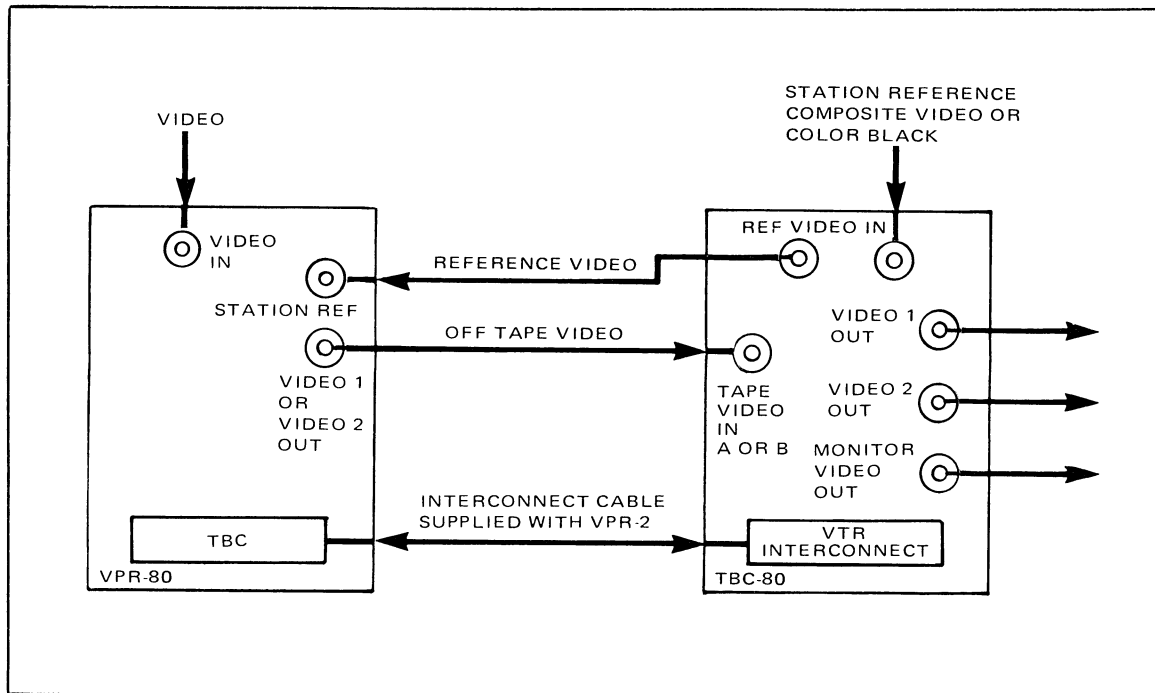 STATION REFERENCE
COMPOSITE VIDEO OR
COLOR BLACK
VIDEO
VIDEO
IN
REF VIDEO IN
REFERENCE VIDEO
STATION REF
OFF TAPE VIDEO
VIDEO 1
OUT
VIDEO 1
OR
VIDEO 2
OUT
TAPE
VIDEO
IN
A OR B
VIDEO 2
OUT
MONITOR
VIDEO
OUT
INTERCONNECT CABLE
SUPPLIED WITH VPR-2
TBC
VTR
INTERCONNECT
VPR-80
TBC-80